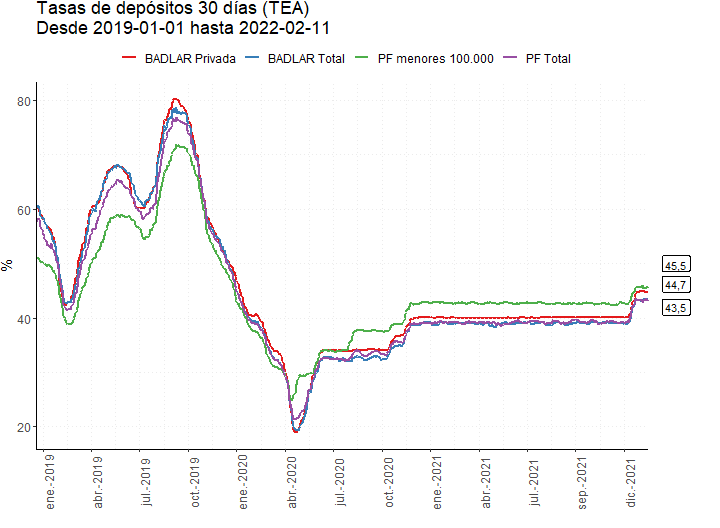 Tasas de depósitos 30 días (TEA)
Desde 2019-01-01 hasta 2022-02-11
BADLAR Privada BADLAR Total PF menores 100.000 PF Total
80
60
40
20
%
45,5
44,7
43,5
ene.-2019
abr.-2019
jul.-2019
oct.-2019
ene.-2020
abr.-2020
jul.-2020
oct.-2020
ene.-2021
abr.-2021
jun.-2021
sep.-2021
dic.-2021